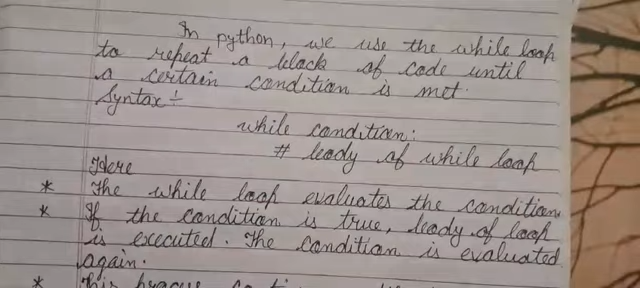 In python, we use the while loop
to repeat a block of code until
a certain condition is met.
Syntax :-
while condition:
# body of while loop
Here
* The while loop evaluates the condition.
* If the condition is true, body of loop
is executed. The condition is evaluated
again.
* This